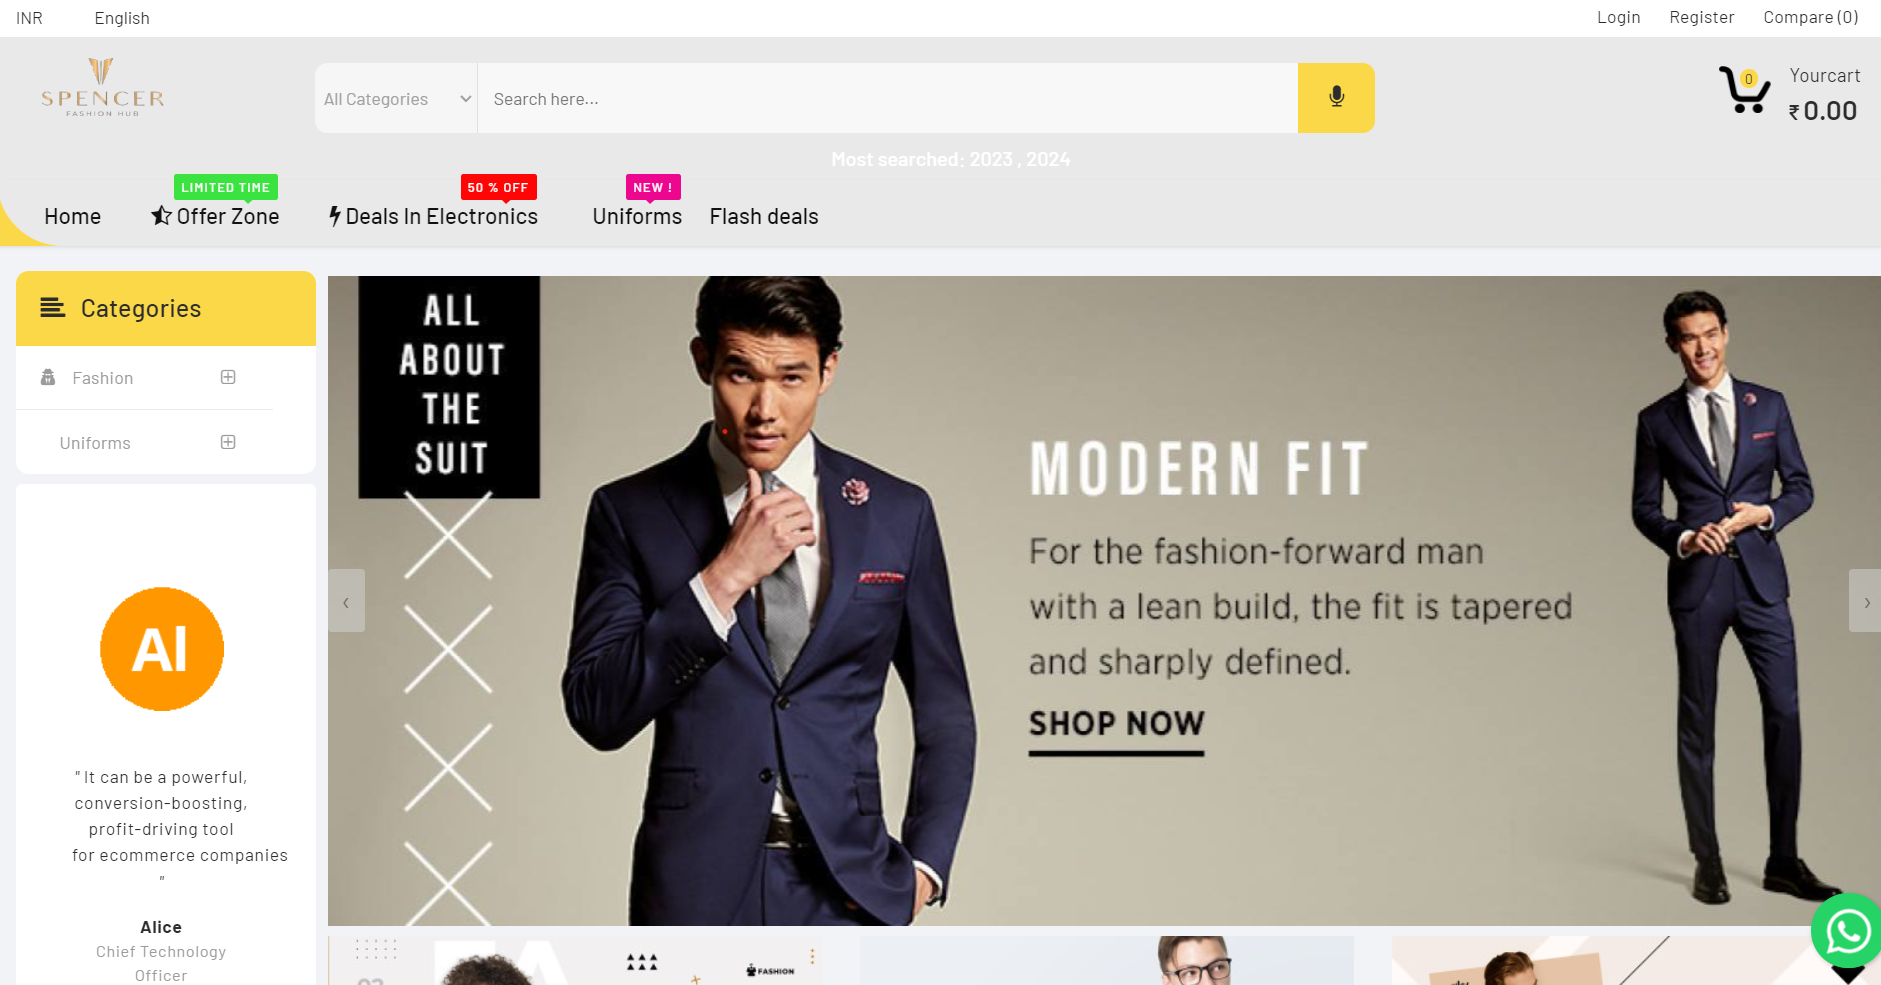 INR
English
Login
Register
Compare (0)
SPENCER
FASHION HUB
All Categories
Search here...
0
Yourcart
₹0.00
Most searched: 2023 , 2024
LIMITED TIME
50 % OFF
NEW !
Home
Offer Zone
Deals In Electronics
Uniforms
Flash deals
Categories
Fashion
Uniforms
ALL
ABOUT
THE
SUIT
MODERN FIT
For the fashion-forward man
with a lean build, the fit is tapered
and sharply defined.
SHOP NOW
‹
›
Al
" It can be a powerful,
conversion-boosting,
profit-driving tool
for ecommerce companies
"
Alice
Chief Technology
Officer
FASHION